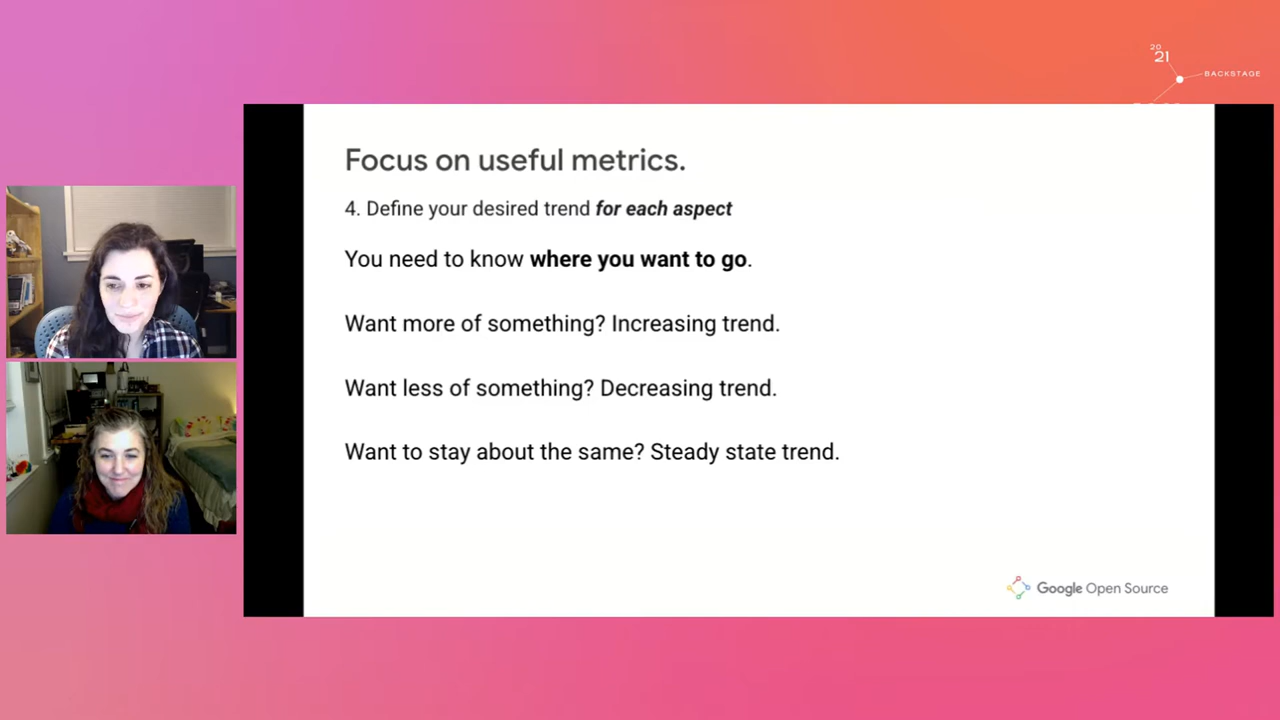 20
21
BACKSTAGE
Focus on useful metrics.
4. Define your desired trend for each aspect
You need to know where you want to go.
Want more of something? Increasing trend.
Want less of something? Decreasing trend.
Want to stay about the same? Steady state trend.
Google Open Source